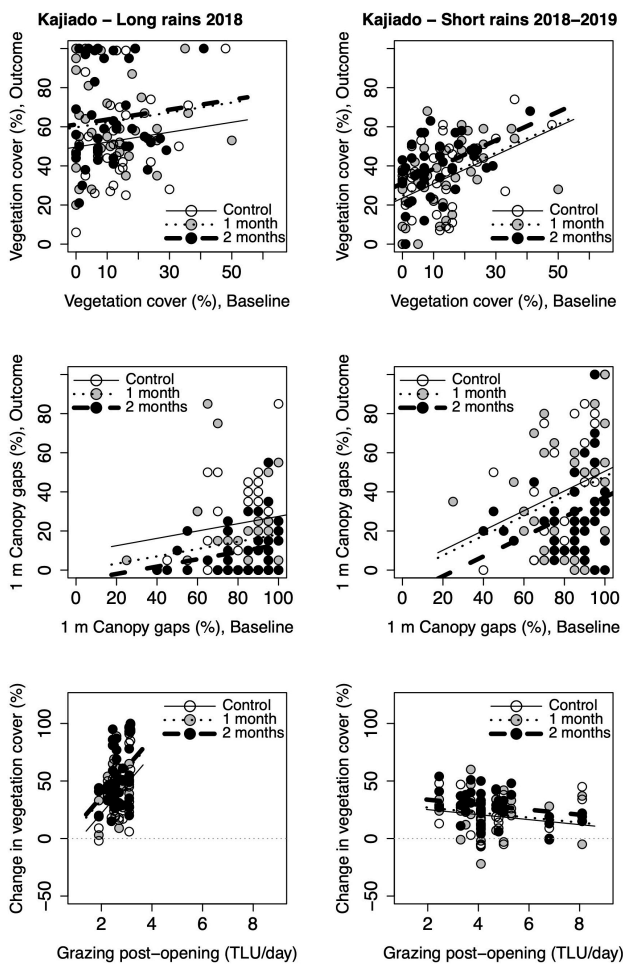 Kajiado – Long rains 2018
Vegetation cover (%), Outcome
0 20 40 60 80
Control
1 month
2 months
0 10 30 50
Vegetation cover (%), Baseline
Kajiado – Short rains 2018–2019
Vegetation cover (%), Outcome
0 20 40 60 80
Control
1 month
2 months
0 10 30 50
Vegetation cover (%), Baseline
1 m Canopy gaps (%), Outcome
0 20 40 60 80
Control
1 month
2 months
0 20 40 60 80 100
1 m Canopy gaps (%), Baseline
1 m Canopy gaps (%), Outcome
0 20 40 60 80
Control
1 month
2 months
0 20 40 60 80 100
1 m Canopy gaps (%), Baseline
Change in vegetation cover (%)
−50 0 50 100
Control
1 month
2 months
2 4 6 8
Grazing post−opening (TLU/day)
Change in vegetation cover (%)
−50 0 50 100
Control
1 month
2 months
2 4 6 8
Grazing post−opening (TLU/day)